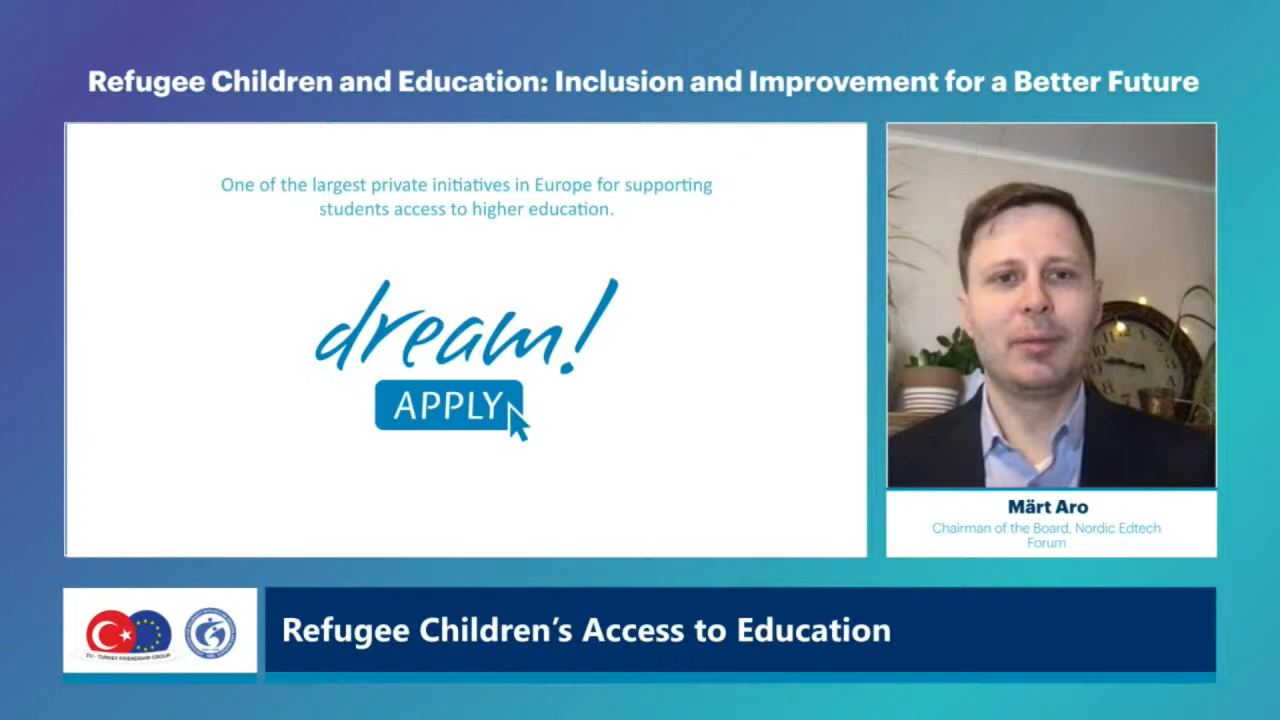 Refugee Children and Education: Inclusion and Improvement for a Better Future
One of the largest private initiatives in Europe for supporting
students access to higher education.
dream!
APPLY
Märt Aro
Chairman of the Board, Nordic Edtech
Forum
EU - TURKEY FRIENDSHIP GROUP
Refugee Children’s Access to Education